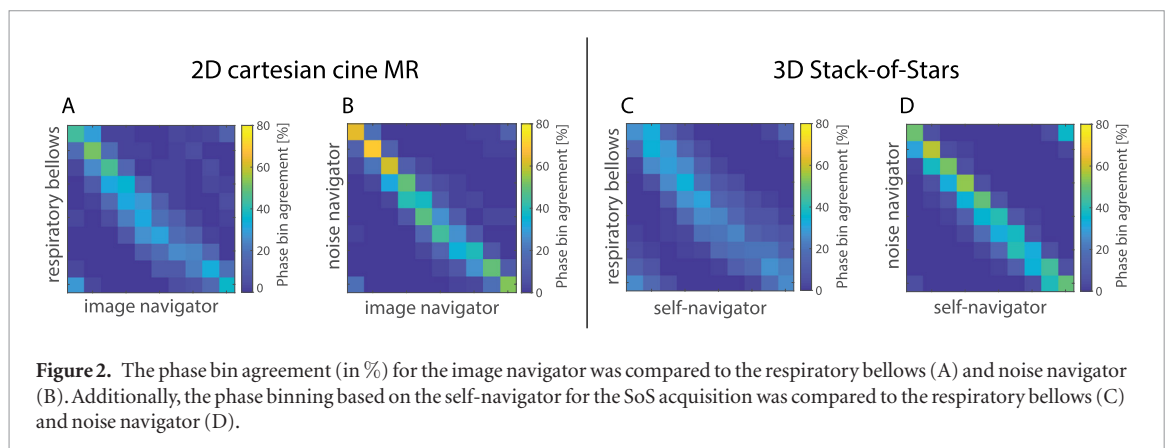 2D cartesian cine MR
3D Stack-of-Stars
A
respiratory bellows
image navigator
80
60
40
20
0
Phase bin agreement [%]
B
noise navigator
image navigator
80
60
40
20
0
Phase bin agreement [%]
C
respiratory bellows
self-navigator
80
60
40
20
0
Phase bin agreement [%]
D
noise navigator
self-navigator
80
60
40
20
0
Phase bin agreement [%]
Figure 2. The phase bin agreement (in %) for the image navigator was compared to the respiratory bellows (A) and noise navigator
(B). Additionally, the phase binning based on the self-navigator for the SoS acquisition was compared to the respiratory bellows (C)
and noise navigator (D).